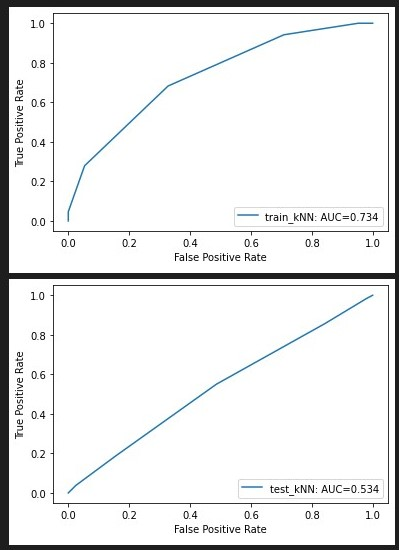 True Positive Rate
1.0
0.8
0.6
0.4
0.2
0.0
train_kNN: AUC=0.734
0.0 0.2 0.4 0.6 0.8 1.0
False Positive Rate
True Positive Rate
1.0
0.8
0.6
0.4
0.2
0.0
test_kNN: AUC=0.534
0.0 0.2 0.4 0.6 0.8 1.0
False Positive Rate